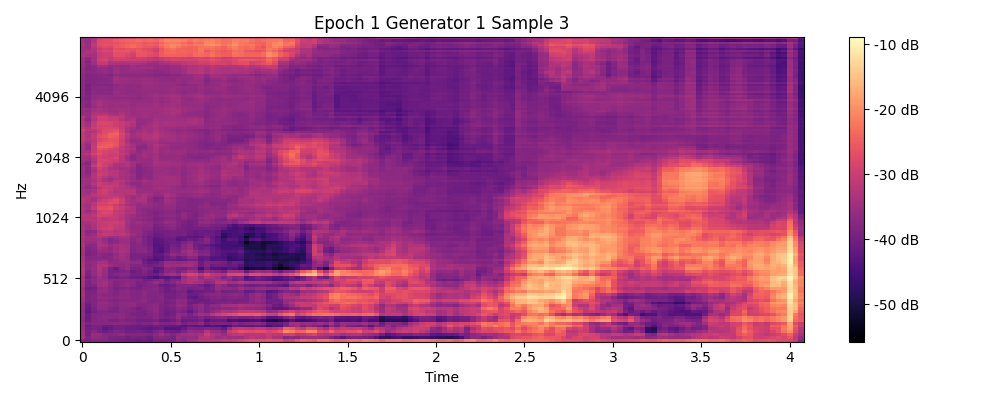 Epoch 1 Generator 1 Sample 3
Hz
4096
2048
1024
512
0
0 0.5 1 1.5 2 2.5 3 3.5 4
Time
-10 dB
-20 dB
-30 dB
-40 dB
-50 dB